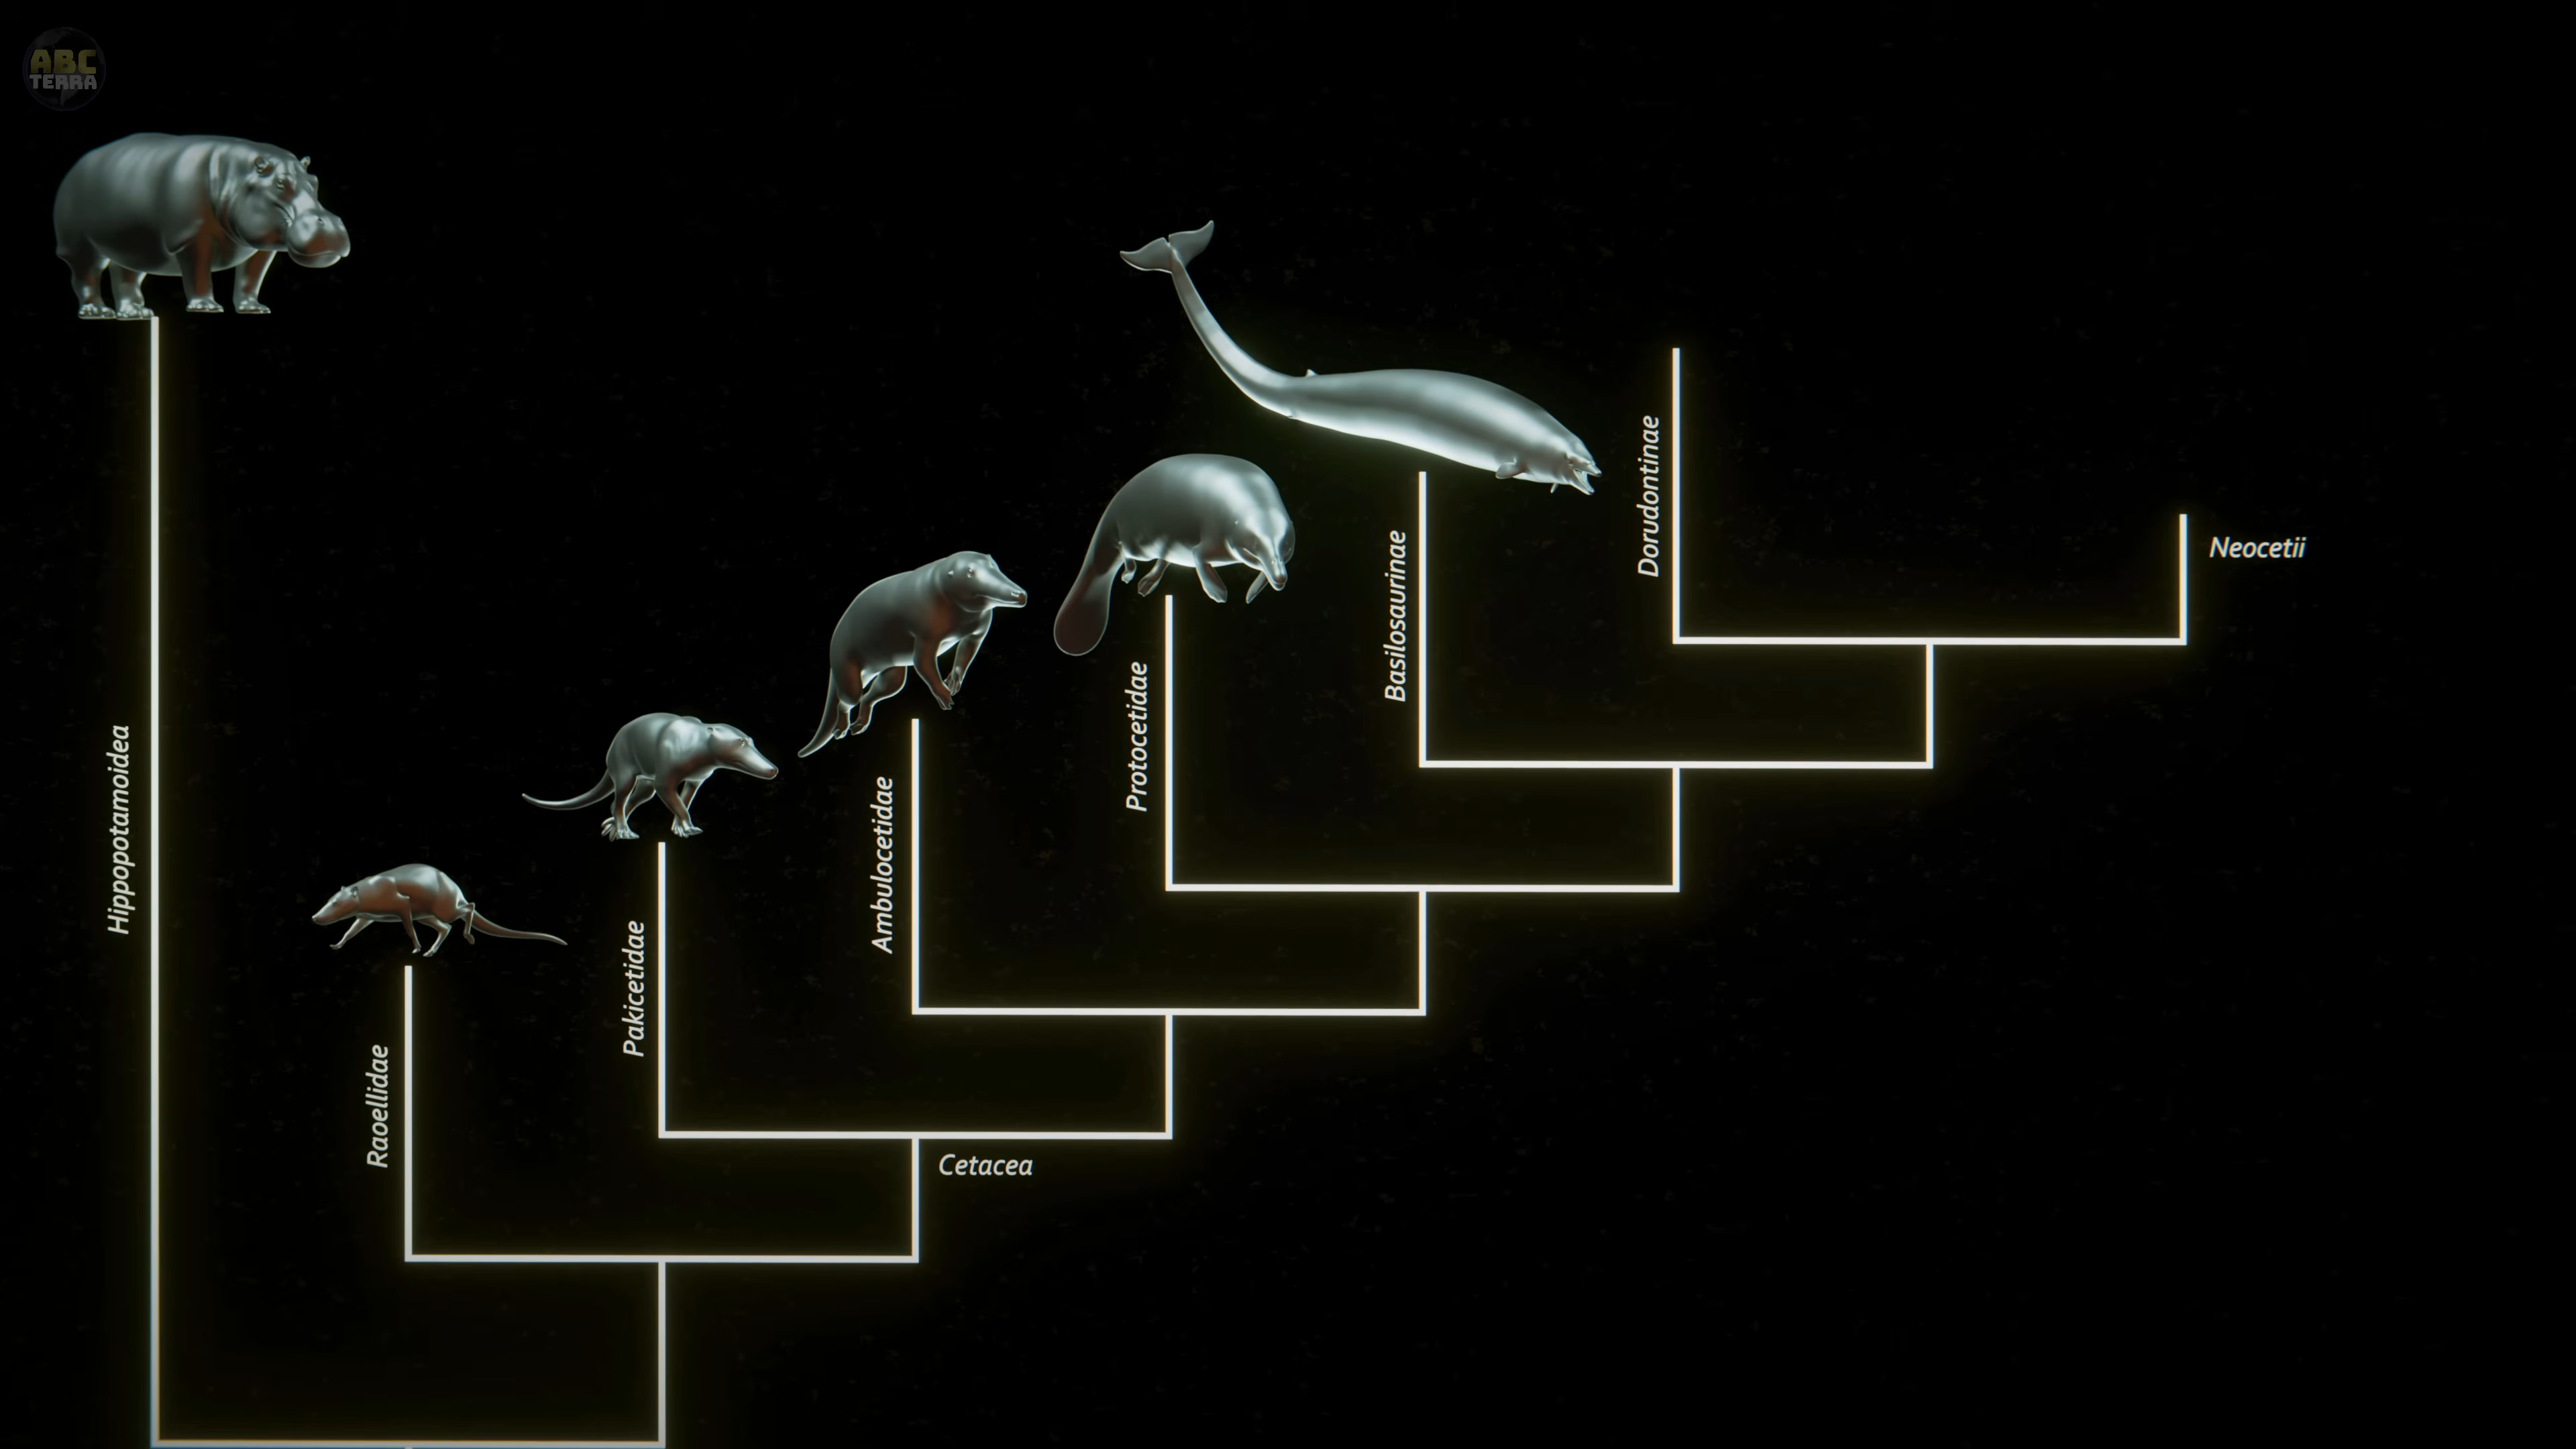 ABC
TERRA
Hippopotamoidea
Raoellidae
Pakicetidae
Ambulocetidae
Protocetidae
Basilosaurinae
Dorudontinae
Neocetii
Cetacea